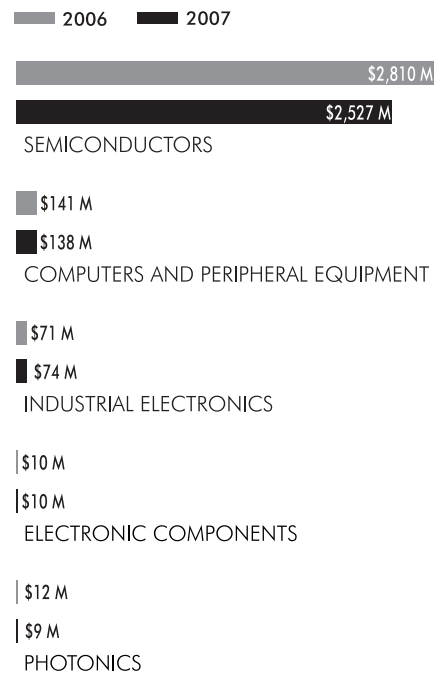 2006 2007
$2,810 M
$2,527 M
SEMICONDUCTORS
$141 M
$138 M
COMPUTERS AND PERIPHERAL EQUIPMENT
$71 M
$74 M
INDUSTRIAL ELECTRONICS
$10 M
$10 M
ELECTRONIC COMPONENTS
$12 M
$9 M
PHOTONICS